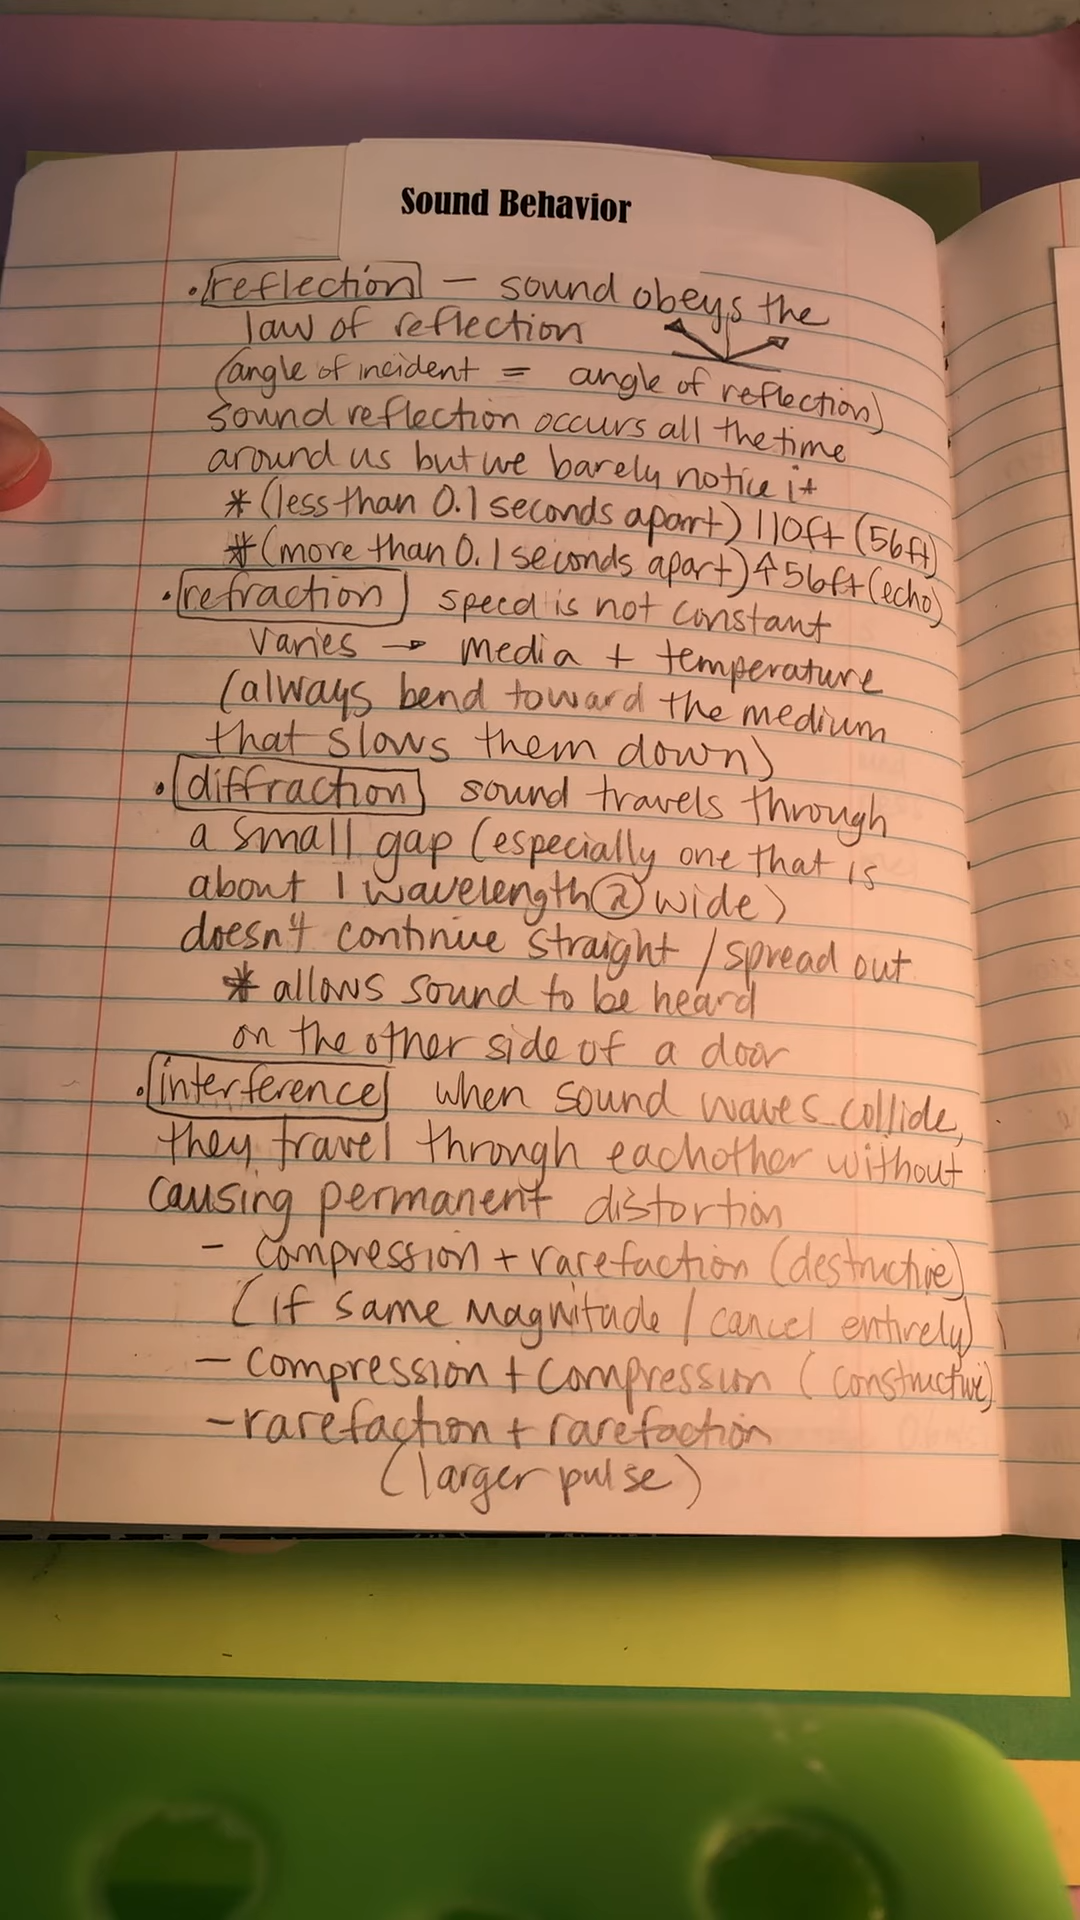 Sound Behavior
• reflection — sound obeys the
law of reflection
(angle of incident = angle of reflection)
sound reflection occurs all the time
around us but we barely notice it
* (less than 0.1 seconds apart) 110ft (56ft)
* (more than 0.1 seconds apart) ↑56ft (echo)
• refraction speed is not constant
varies → media + temperature
(always bend toward the medium
that slows them down)
• diffraction sound travels through
a small gap (especially one that is
about 1 wavelength λ wide)
doesn't continue straight / spread out
* allows sound to be heard
on the other side of a door
• interference when sound waves collide,
they travel through eachother without
causing permanent distortion
- compression + rarefaction (destructive)
(if same magnitude / cancel entirely)
- compression + compression (constructive)
- rarefaction + rarefaction
(larger pulse)